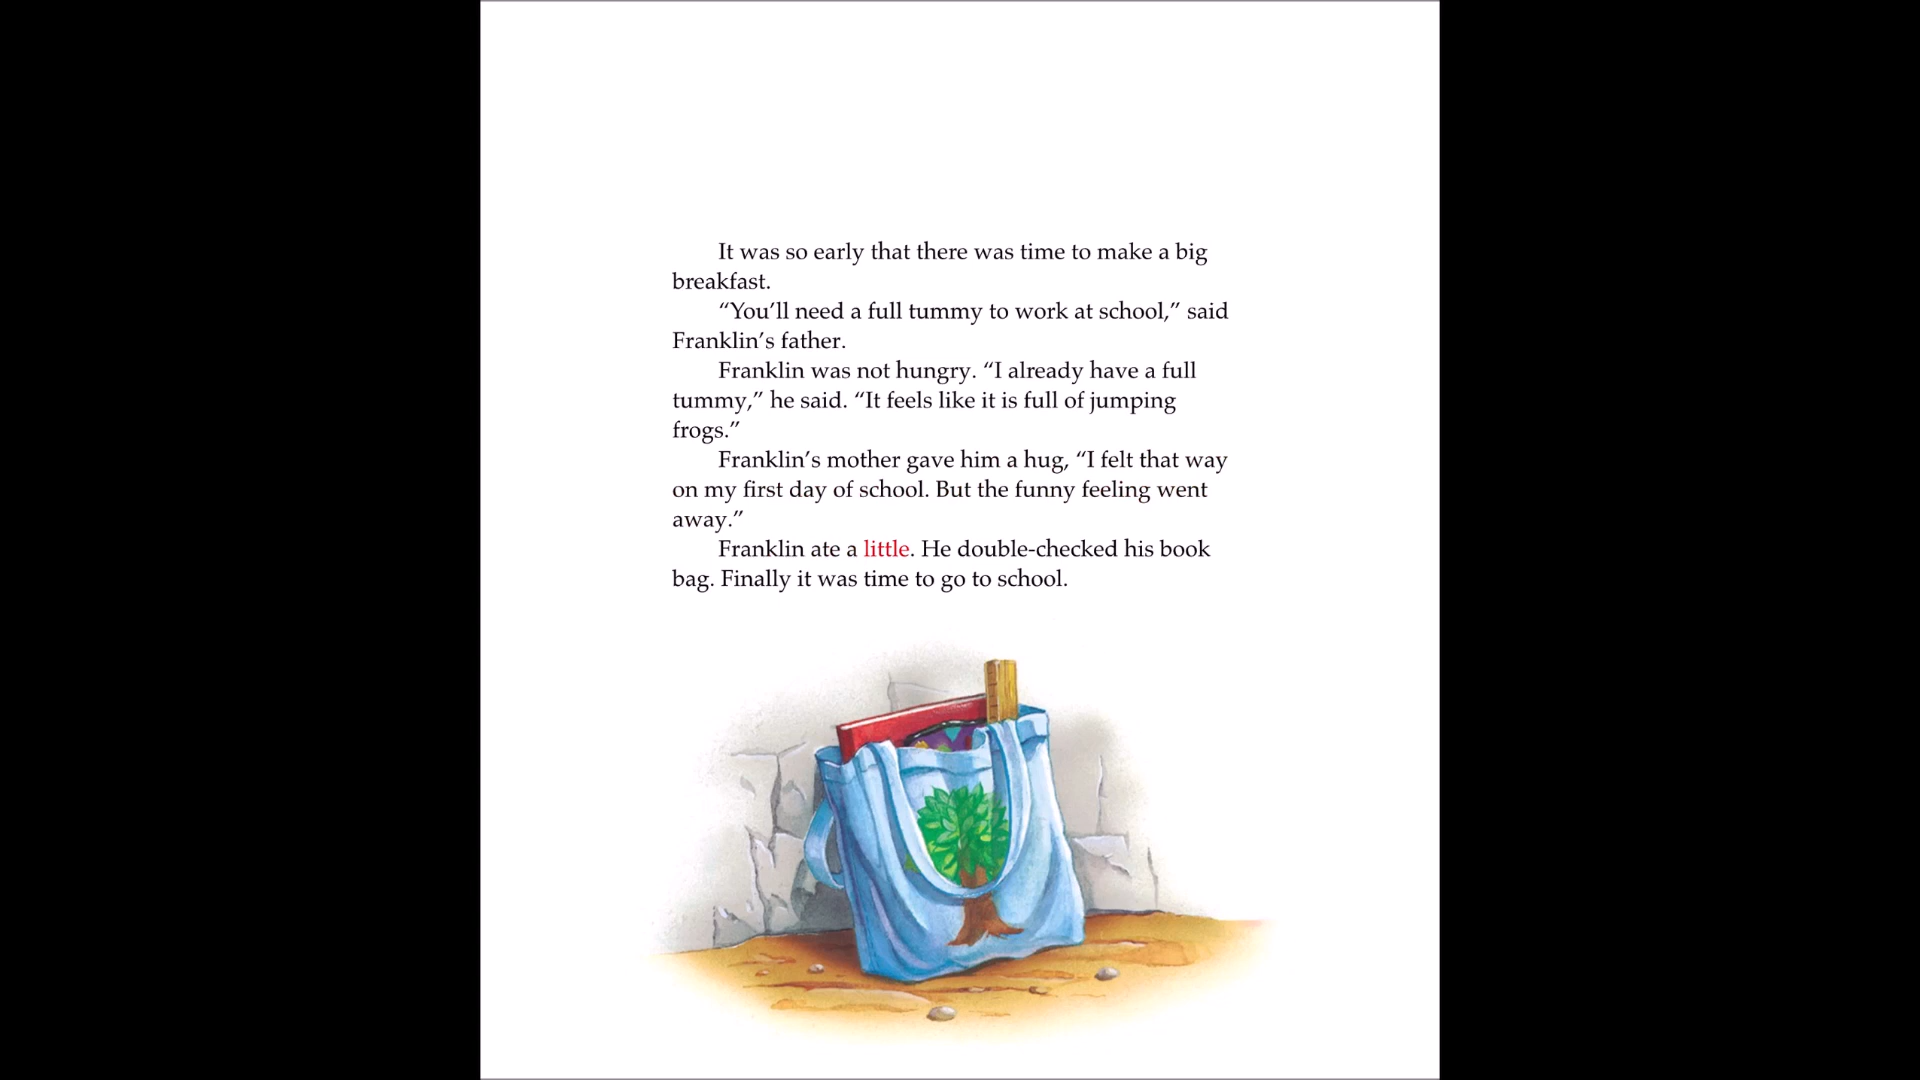 It was so early that there was time to make a big
breakfast.
“You’ll need a full tummy to work at school,” said
Franklin’s father.
Franklin was not hungry. “I already have a full
tummy,” he said. “It feels like it is full of jumping
frogs.”
Franklin’s mother gave him a hug, “I felt that way
on my first day of school. But the funny feeling went
away.”
Franklin ate a little. He double-checked his book
bag. Finally it was time to go to school.